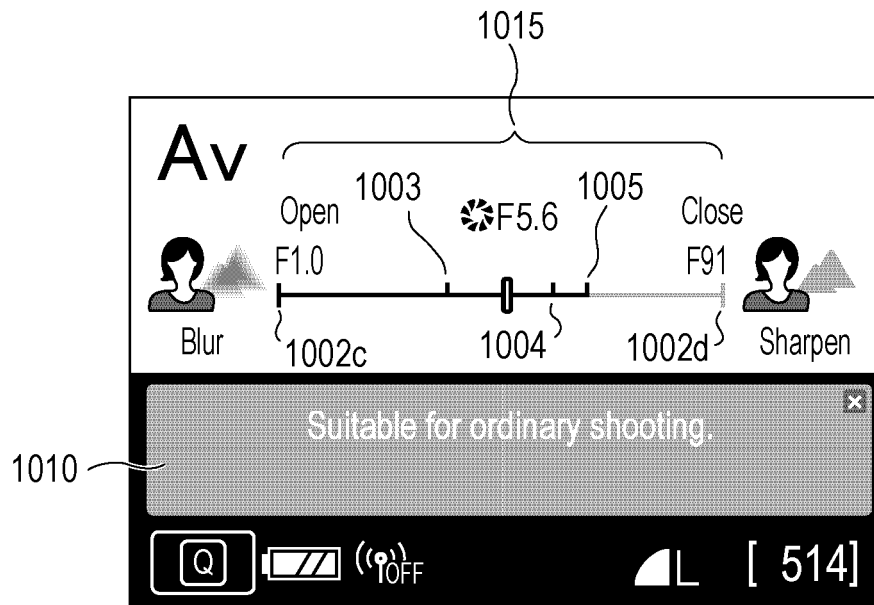 1015
Av
1003
1005
Open
F5.6
Close
F1.0
F91
Blur
1002c
1004
1002d
Sharpen
Suitable for ordinary shooting.
1010
Q
OFF
L
[ 514]